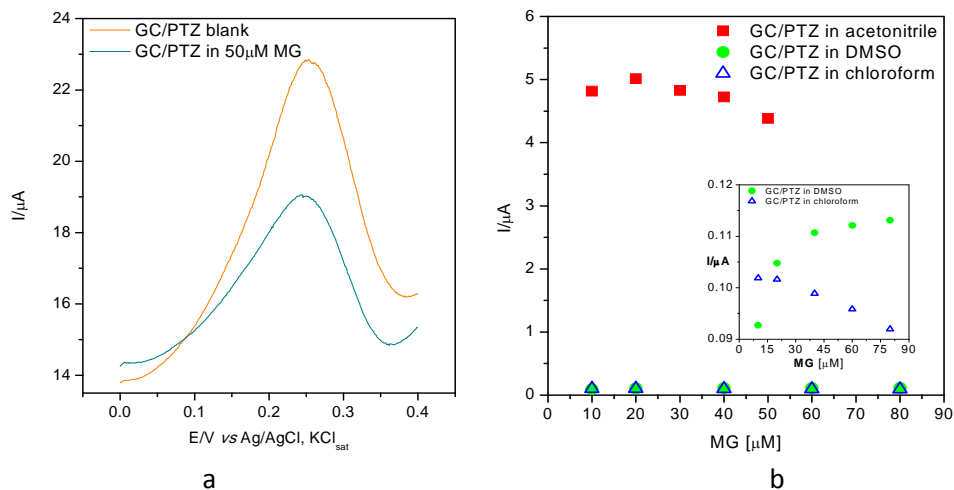 GC/PTZ blank
GC/PTZ in 50μM MG
24
22
20
18
16
14
I/μA
0.0 0.1 0.2 0.3 0.4
E/V vs Ag/AgCl, KCl_sat
a
GC/PTZ in acetonitrile
GC/PTZ in DMSO
GC/PTZ in chloroform
6
5
4
3
2
1
0
I/μA
0 10 20 30 40 50 60 70 80 90
MG [μM]
GC/PTZ in DMSO
GC/PTZ in chloroform
0.12
0.11
0.10
0.09
I/μA
0 15 30 45 60 75 90
MG [μM]
b